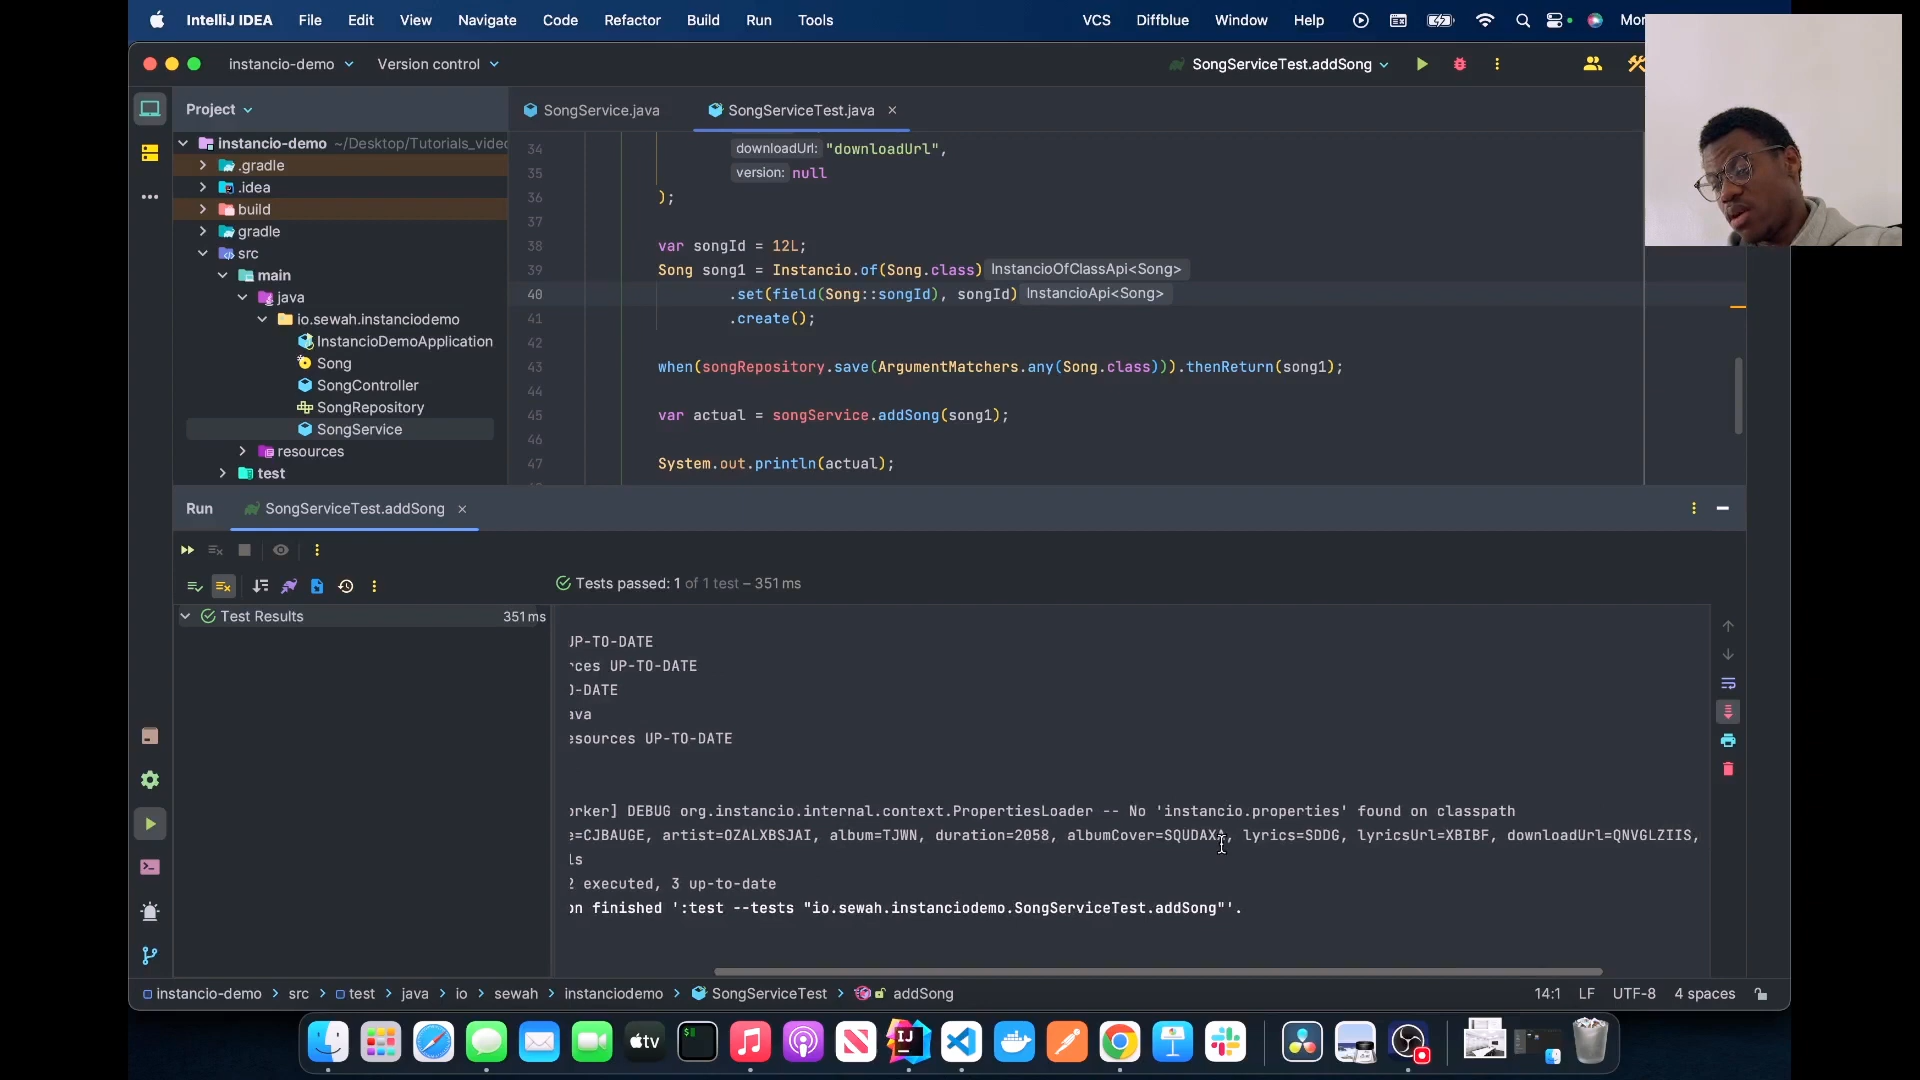 IntelliJ IDEA File Edit View Navigate Code Refactor Build Run Tools VCS Diffblue Window Help
instancio-demo Version control SongServiceTest.addSong
Project SongService.java SongServiceTest.java
instancio-demo ~/Desktop/Tutorials_video
.gradle
.idea
build
gradle
src
main
java
io.sewah.instanciodemo
InstancioDemoApplication
Song
SongController
SongRepository
SongService
resources
test
34 downloadUrl: "downloadUrl",
35 version: null
36 );
37
38 var songId = 12L;
39 Song song1 = Instancio.of(Song.class) InstancioOfClassApi<Song>
40 .set(field(Song::songId), songId) InstancioApi<Song>
41 .create();
42
43 when(songRepository.save(ArgumentMatchers.any(Song.class))).thenReturn(song1);
44
45 var actual = songService.addSong(song1);
46
47 System.out.println(actual);
Run SongServiceTest.addSong
Tests passed: 1 of 1 test – 351 ms
Test Results 351 ms
UP-TO-DATE
rces UP-TO-DATE
O-DATE
ava
esources UP-TO-DATE
orker] DEBUG org.instancio.internal.context.PropertiesLoader -- No 'instancio.properties' found on classpath
e=CJBAUGE, artist=OZALXBSJAI, album=TJWN, duration=2058, lyrics=SDDG, lyricsUrl=XBIBF, downloadUrl=QNVGLZIIS,
ls
2 executed, 3 up-to-date
on finished ':test --tests "io.sewah.instanciodemo.SongServiceTest.addSong"'.
instancio-demo > src > test > java > io > sewah > instanciodemo > SongServiceTest > addSong 14:1 LF UTF-8 4 spaces
tv
$
N
IJ